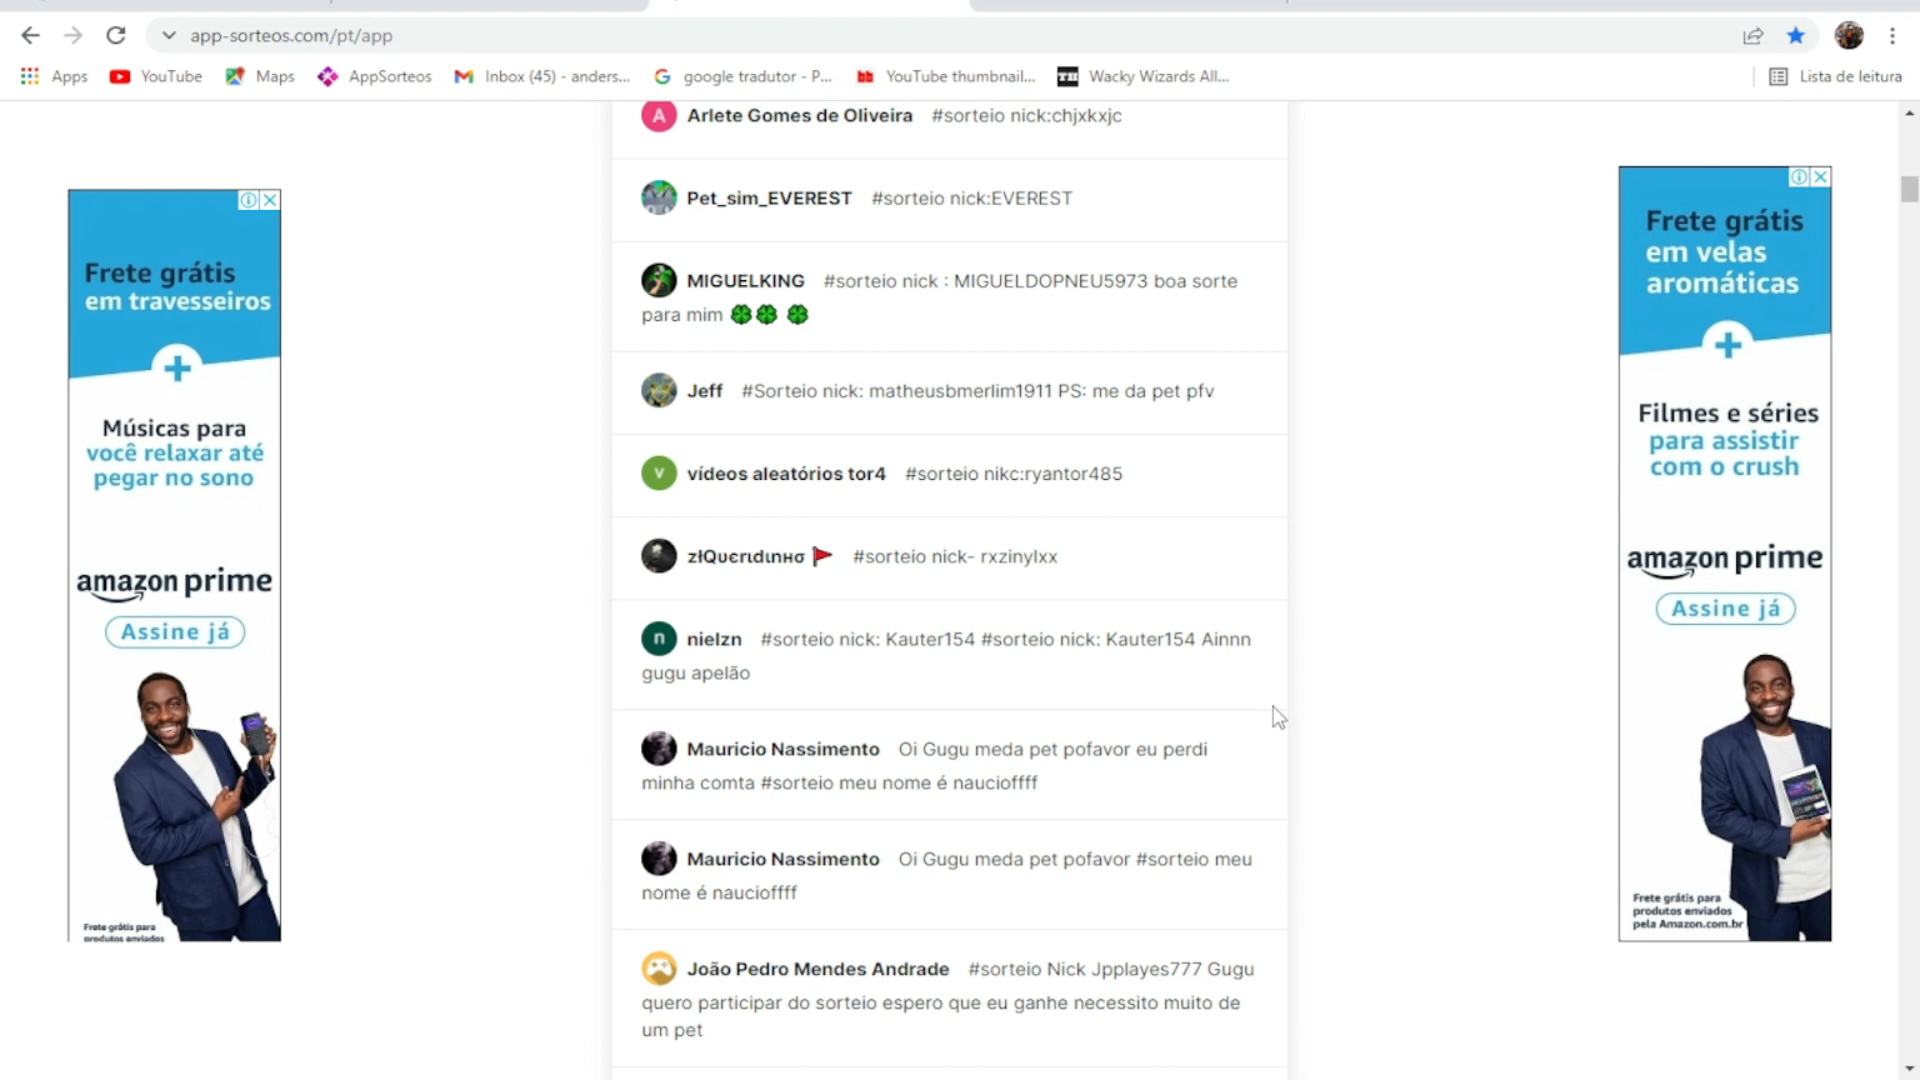 app-sorteos.com/pt/app
Apps YouTube Maps AppSorteos Inbox (45) - anders... google tradutor - P... YouTube thumbnail... Wacky Wizards All... Lista de leitura
A Arlete Gomes de Oliveira #sorteio nick:chjxkxjc
Pet_sim_EVEREST #sorteio nick:EVEREST
MIGUELKING #sorteio nick : MIGUELDOPNEU5973 boa sorte
para mim 🍀🍀 🍀
Jeff #Sorteio nick: matheusbmerlim1911 PS: me da pet pfv
v vídeos aleatórios tor4 #sorteio nikc:ryantor485
złQυєrιdιnнσ 🚩 #sorteio nick- rxzinylxx
n nielzn #sorteio nick: Kauter154 #sorteio nick: Kauter154 Ainnn
gugu apelão
Mauricio Nassimento Oi Gugu meda pet pofavor eu perdi
minha comta #sorteio meu nome é naucioffff
Mauricio Nassimento Oi Gugu meda pet pofavor #sorteio meu
nome é naucioffff
João Pedro Mendes Andrade #sorteio Nick Jpplayes777 Gugu
quero participar do sorteio espero que eu ganhe necessito muito de
um pet
Frete grátis
em travesseiros
+
Músicas para
você relaxar até
pegar no sono
amazon prime
Assine já
Frete grátis para
produtos enviados
Frete grátis
em velas
aromáticas
+
Filmes e séries
para assistir
com o crush
amazon prime
Assine já
Frete grátis para
produtos enviados
pela Amazon.com.br